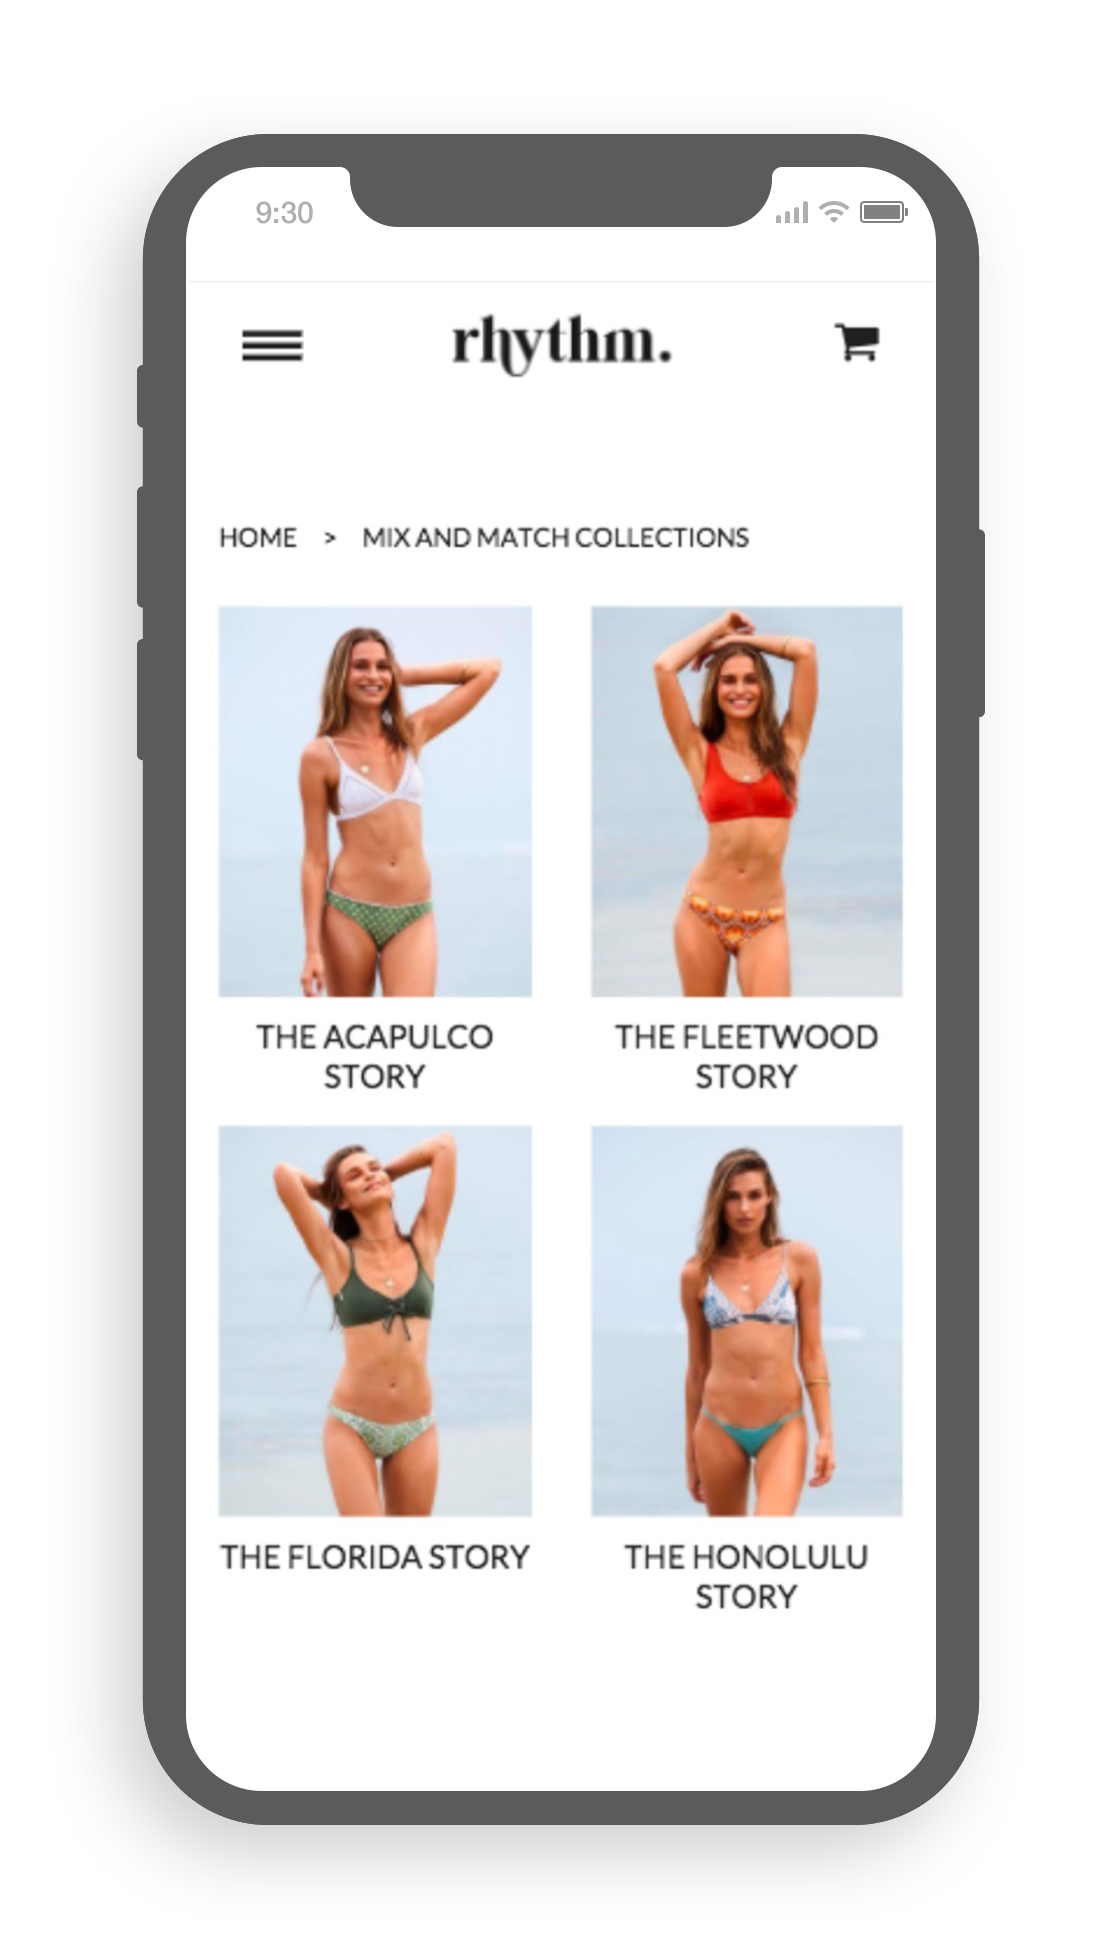 9:30
rhythm.
HOME > MIX AND MATCH COLLECTIONS
THE ACAPULCO
STORY
THE FLEETWOOD
STORY
THE FLORIDA STORY
THE HONOLULU
STORY